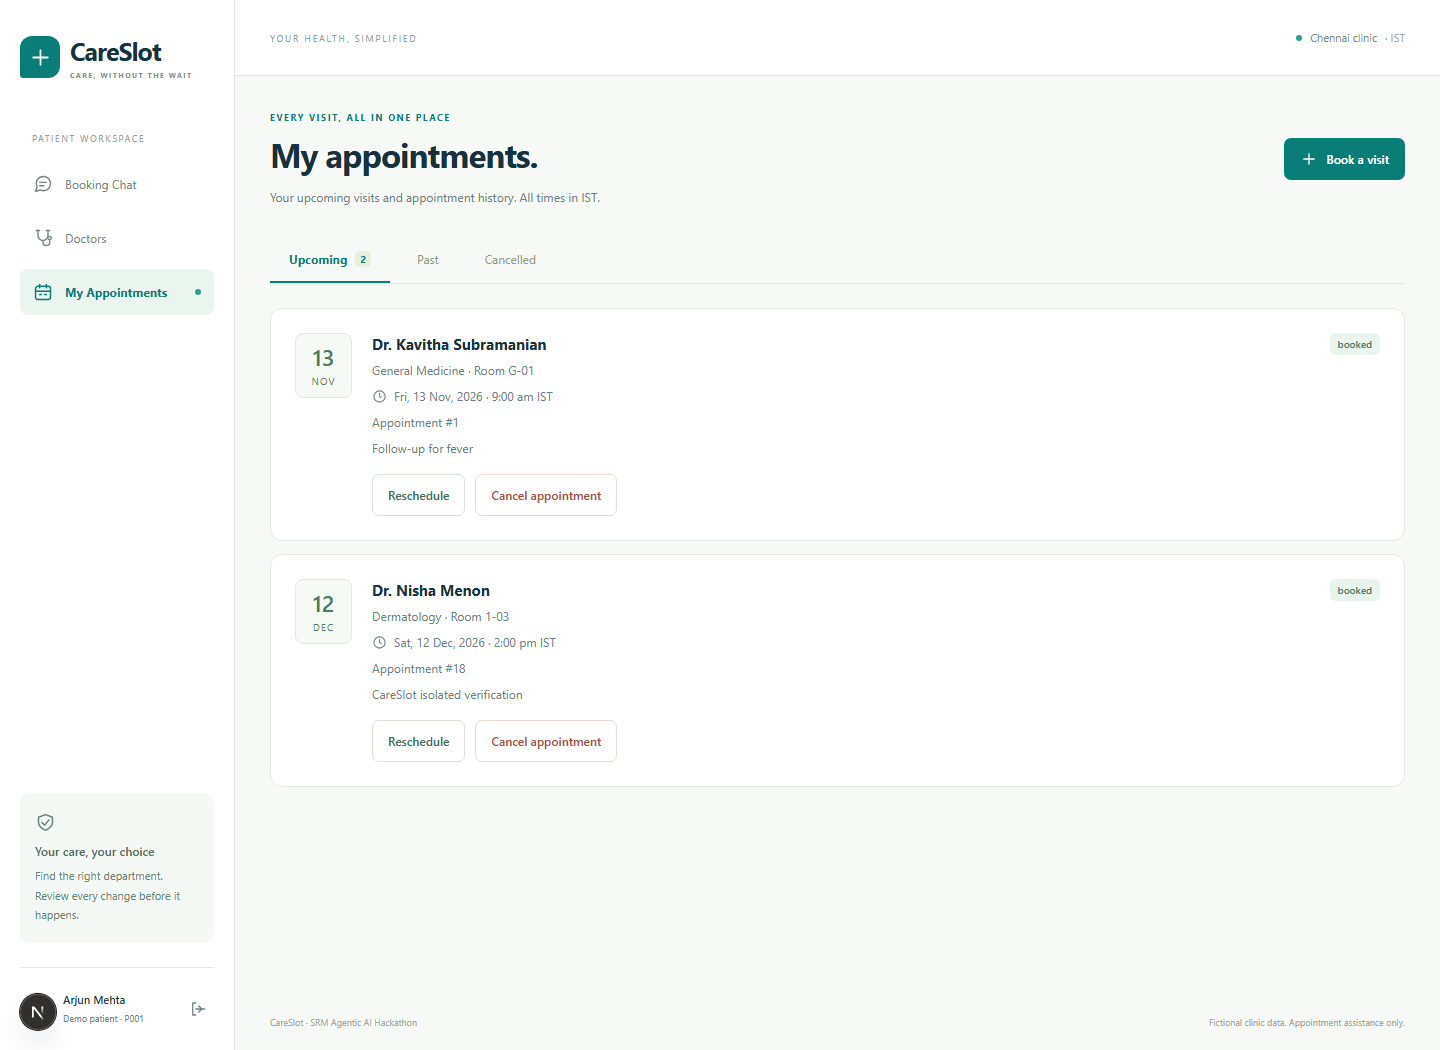 CareSlot
CARE, WITHOUT THE WAIT
PATIENT WORKSPACE
Booking Chat
Doctors
My Appointments
Your care, your choice
Find the right department.
Review every change before it
happens.
N
Arjun Mehta
Demo patient · P001
YOUR HEALTH, SIMPLIFIED
Chennai clinic · IST
EVERY VISIT, ALL IN ONE PLACE
My appointments.
Your upcoming visits and appointment history. All times in IST.
Book a visit
Upcoming 2 Past Cancelled
13
NOV
Dr. Kavitha Subramanian
booked
General Medicine · Room G-01
Fri, 13 Nov, 2026 · 9:00 am IST
Appointment #1
Follow-up for fever
Reschedule Cancel appointment
12
DEC
Dr. Nisha Menon
booked
Dermatology · Room 1-03
Sat, 12 Dec, 2026 · 2:00 pm IST
Appointment #18
CareSlot isolated verification
Reschedule Cancel appointment
CareSlot · SRM Agentic AI Hackathon
Fictional clinic data. Appointment assistance only.